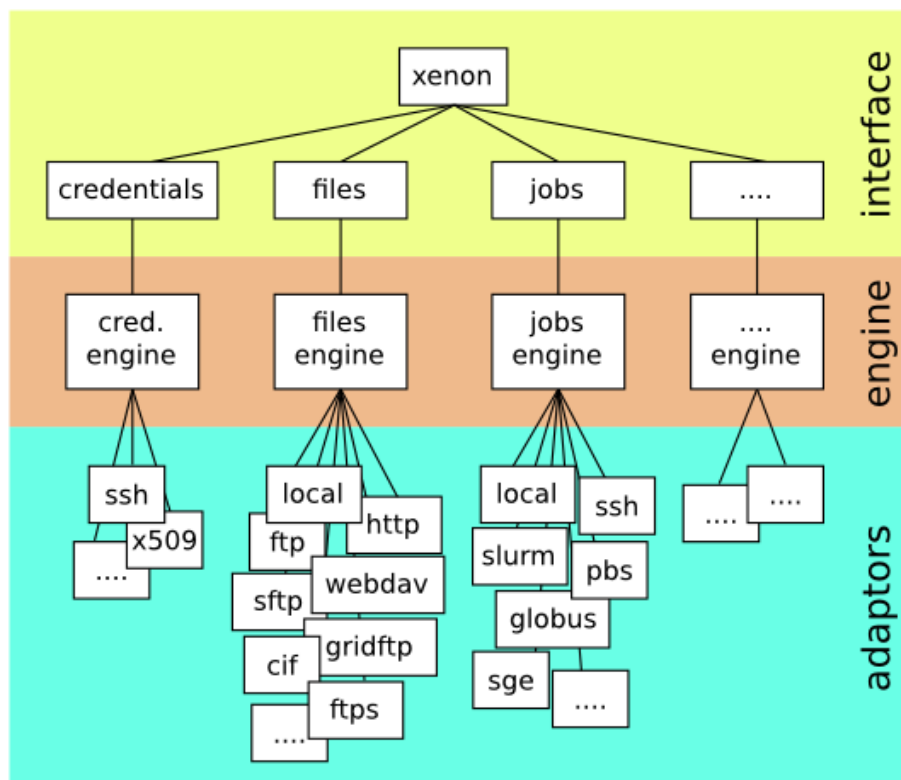 xenon
interface
credentials
files
jobs
....
cred.
engine
files
engine
jobs
engine
....
engine
engine
ssh
x509
....
local
http
ftp
webdav
sftp
gridftp
cif
ftps
....
local
ssh
slurm
pbs
globus
sge
....
....
....
adaptors